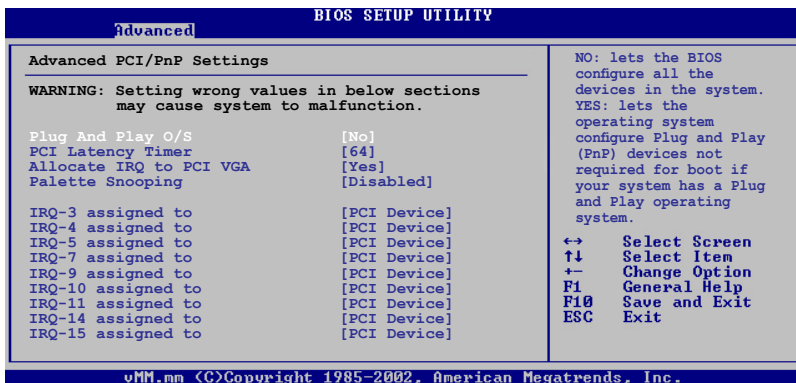 BIOS SETUP UTILITY
Advanced
Advanced PCI/PnP Settings
WARNING: Setting wrong values in below sections
may cause system to malfunction.
Plug And Play O/S [No]
PCI Latency Timer [64]
Allocate IRQ to PCI VGA [Yes]
Palette Snooping [Disabled]
IRQ-3 assigned to [PCI Device]
IRQ-4 assigned to [PCI Device]
IRQ-5 assigned to [PCI Device]
IRQ-7 assigned to [PCI Device]
IRQ-9 assigned to [PCI Device]
IRQ-10 assigned to [PCI Device]
IRQ-11 assigned to [PCI Device]
IRQ-14 assigned to [PCI Device]
IRQ-15 assigned to [PCI Device]
NO: lets the BIOS
configure all the
devices in the system.
YES: lets the
operating system
configure Plug and Play
(PnP) devices not
required for boot if
your system has a Plug
and Play operating
system.
←→ Select Screen
↑↓ Select Item
+- Change Option
F1 General Help
F10 Save and Exit
ESC Exit
vMM.mm (C)Copyright 1985-2002, American Megatrends, Inc.